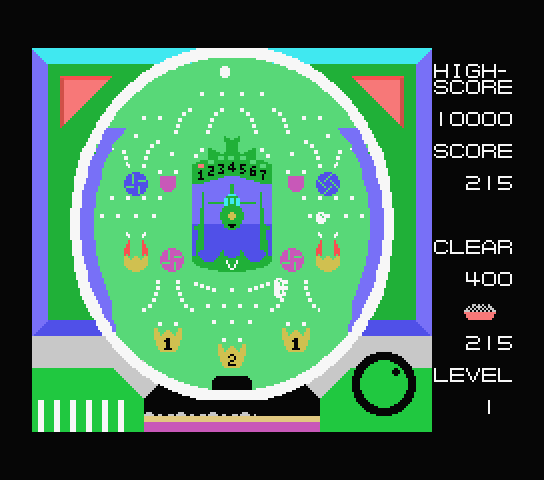 HIGH-
SCORE
10000
SCORE
215
1234567
CLEAR
400
215
1
1
2
LEVEL
1